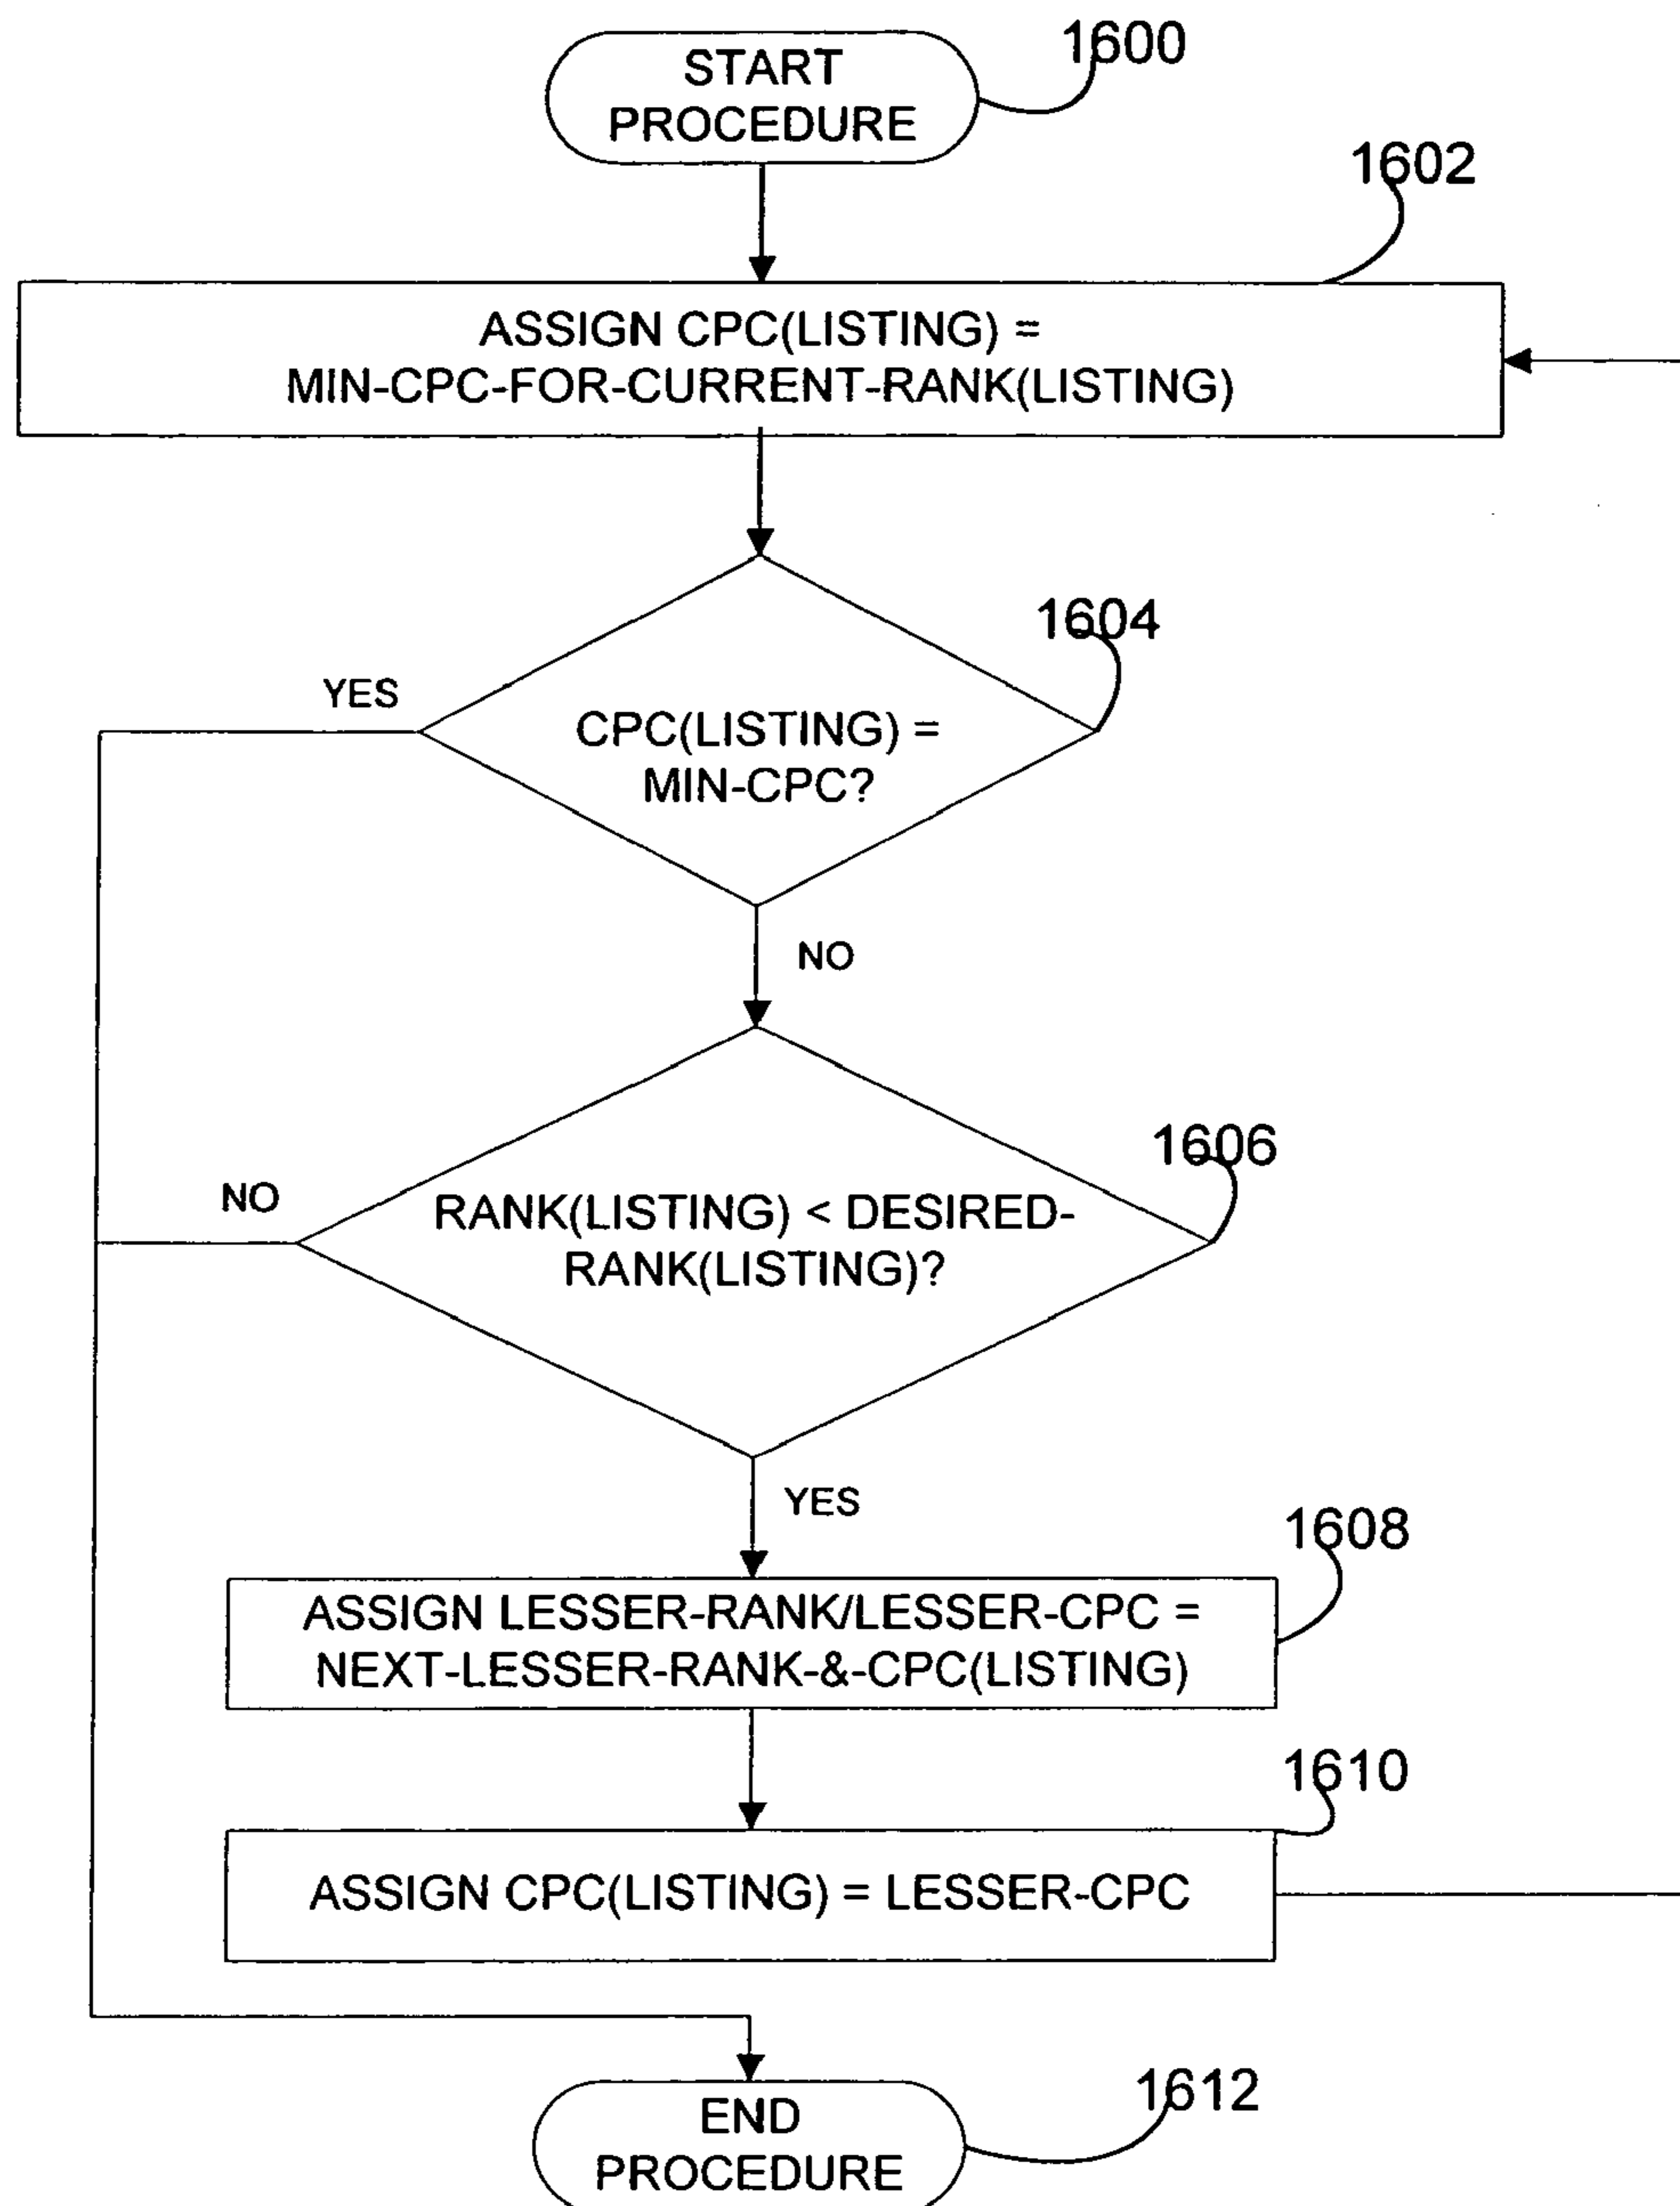 START
PROCEDURE
1600
1602
ASSIGN CPC(LISTING) =
MIN-CPC-FOR-CURRENT-RANK(LISTING)
1604
YES
CPC(LISTING) =
MIN-CPC?
NO
1606
NO
RANK(LISTING) < DESIRED-
RANK(LISTING)?
YES
1608
ASSIGN LESSER-RANK/LESSER-CPC =
NEXT-LESSER-RANK-&-CPC(LISTING)
1610
ASSIGN CPC(LISTING) = LESSER-CPC
1612
END
PROCEDURE